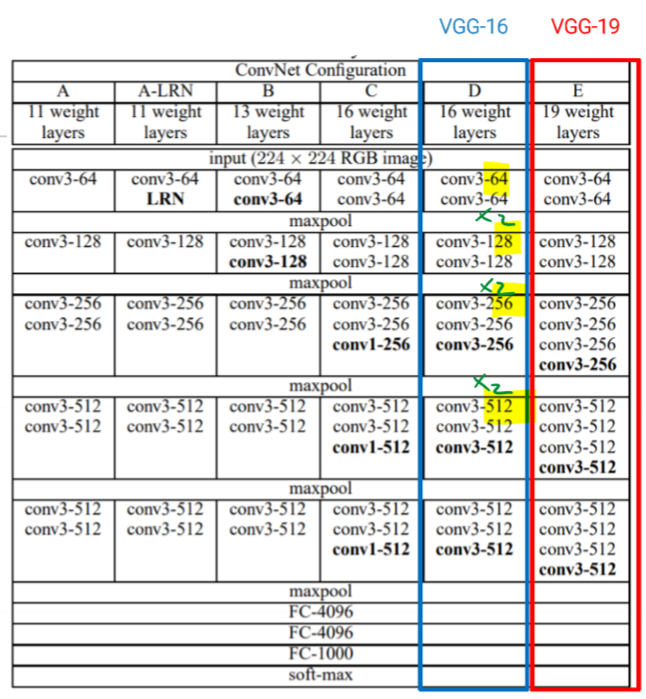 VGG-16 VGG-19
ConvNet Configuration
A A-LRN B C D E
11 weight 11 weight 13 weight 16 weight 16 weight 19 weight
layers layers layers layers layers layers
input (224 × 224 RGB image)
conv3-64 conv3-64 conv3-64 conv3-64 conv3-64 conv3-64
LRN conv3-64 conv3-64 conv3-64 conv3-64
maxpool ×2
conv3-128 conv3-128 conv3-128 conv3-128 conv3-128 conv3-128
conv3-128 conv3-128 conv3-128 conv3-128
maxpool ×2
conv3-256 conv3-256 conv3-256 conv3-256 conv3-256 conv3-256
conv3-256 conv3-256 conv3-256 conv3-256 conv3-256 conv3-256
conv1-256 conv3-256 conv3-256
conv3-256
maxpool ×2
conv3-512 conv3-512 conv3-512 conv3-512 conv3-512 conv3-512
conv3-512 conv3-512 conv3-512 conv3-512 conv3-512 conv3-512
conv1-512 conv3-512 conv3-512
conv3-512
maxpool
conv3-512 conv3-512 conv3-512 conv3-512 conv3-512 conv3-512
conv3-512 conv3-512 conv3-512 conv3-512 conv3-512 conv3-512
conv1-512 conv3-512 conv3-512
conv3-512
maxpool
FC-4096
FC-4096
FC-1000
soft-max